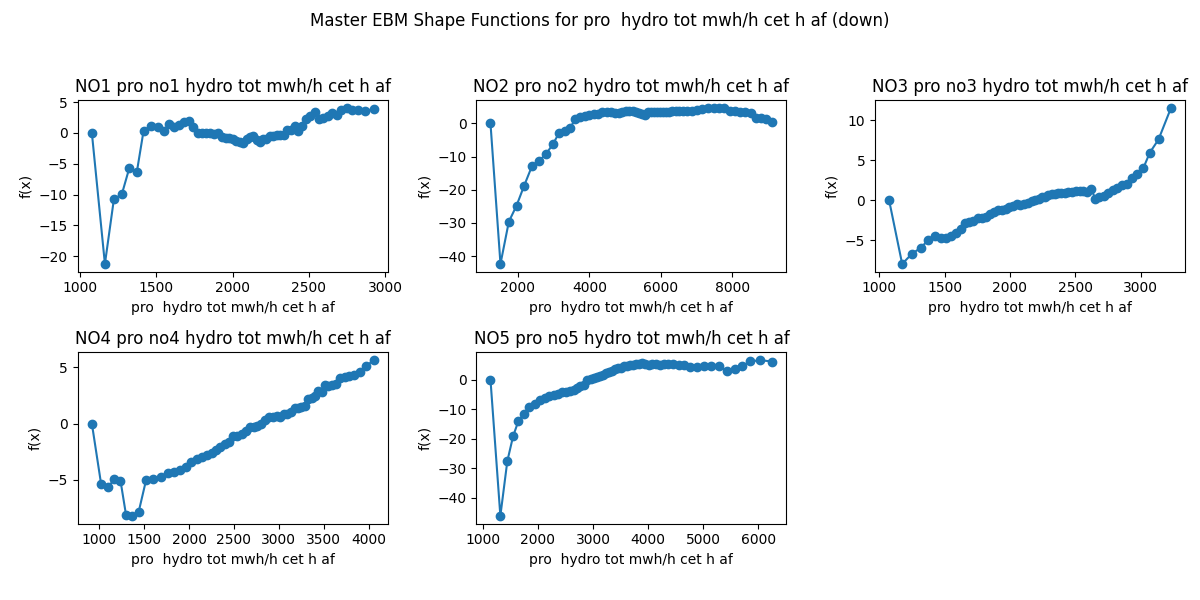 Master EBM Shape Functions for pro  hydro tot mwh/h cet h af (down)
NO1 pro no1 hydro tot mwh/h cet h af
NO2 pro no2 hydro tot mwh/h cet h af
NO3 pro no3 hydro tot mwh/h cet h af
5
0
−5
−10
−15
−20
f(x)
1000 1500 2000 2500 3000
pro  hydro tot mwh/h cet h af
0
−10
−20
−30
−40
f(x)
2000 4000 6000 8000
pro  hydro tot mwh/h cet h af
10
5
0
−5
f(x)
1000 1500 2000 2500 3000
pro  hydro tot mwh/h cet h af
NO4 pro no4 hydro tot mwh/h cet h af
NO5 pro no5 hydro tot mwh/h cet h af
5
0
−5
f(x)
1000 1500 2000 2500 3000 3500 4000
pro  hydro tot mwh/h cet h af
0
−10
−20
−30
−40
f(x)
1000 2000 3000 4000 5000 6000
pro  hydro tot mwh/h cet h af